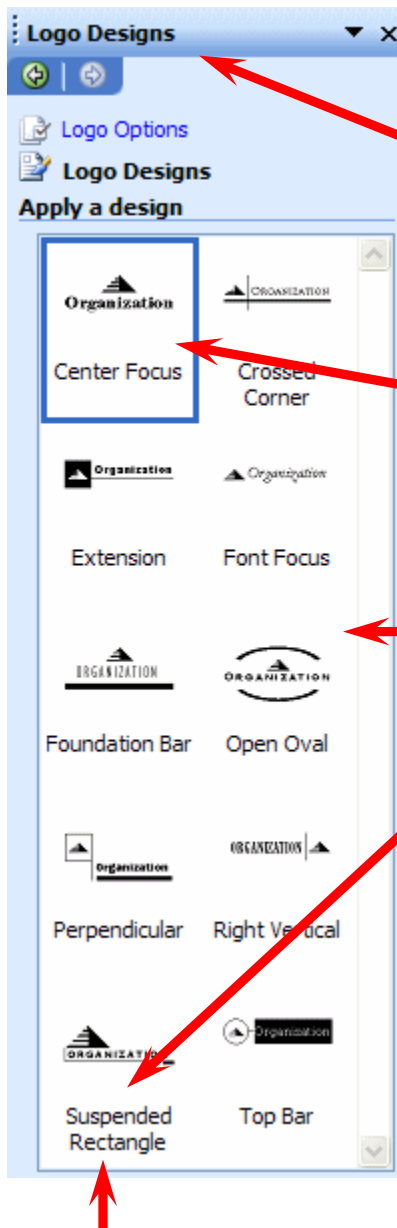 Logo Designs
Logo Options
Logo Designs
Apply a design
Organization
ORGANIZATION
Center Focus
Crossed
Corner
Organization
Organization
Extension
Font Focus
ORGANIZATION
ORGANIZATION
Foundation Bar
Open Oval
Organization
ORGANIZATION
Perpendicular
Right Vertical
ORGANIZATION
Organization
Suspended
Rectangle
Top Bar